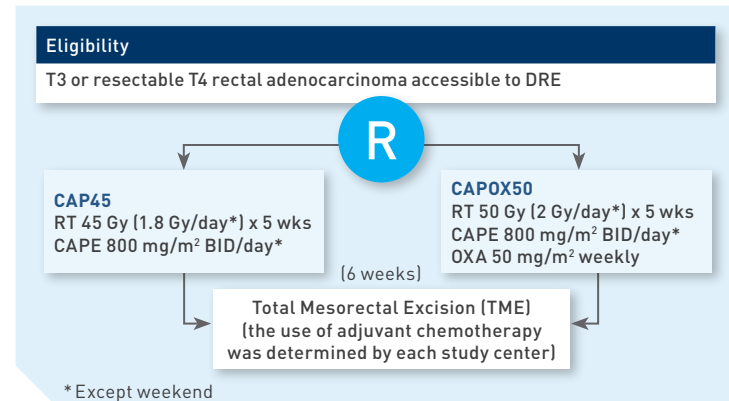 Eligibility
T3 or resectable T4 rectal adenocarcinoma accessible to DRE
R
CAP45
RT 45 Gy (1.8 Gy/day*) x 5 wks
CAPE 800 mg/m² BID/day*
CAPOX50
RT 50 Gy (2 Gy/day*) x 5 wks
CAPE 800 mg/m² BID/day*
OXA 50 mg/m² weekly
(6 weeks)
Total Mesorectal Excision (TME)
(the use of adjuvant chemotherapy
was determined by each study center)
* Except weekend